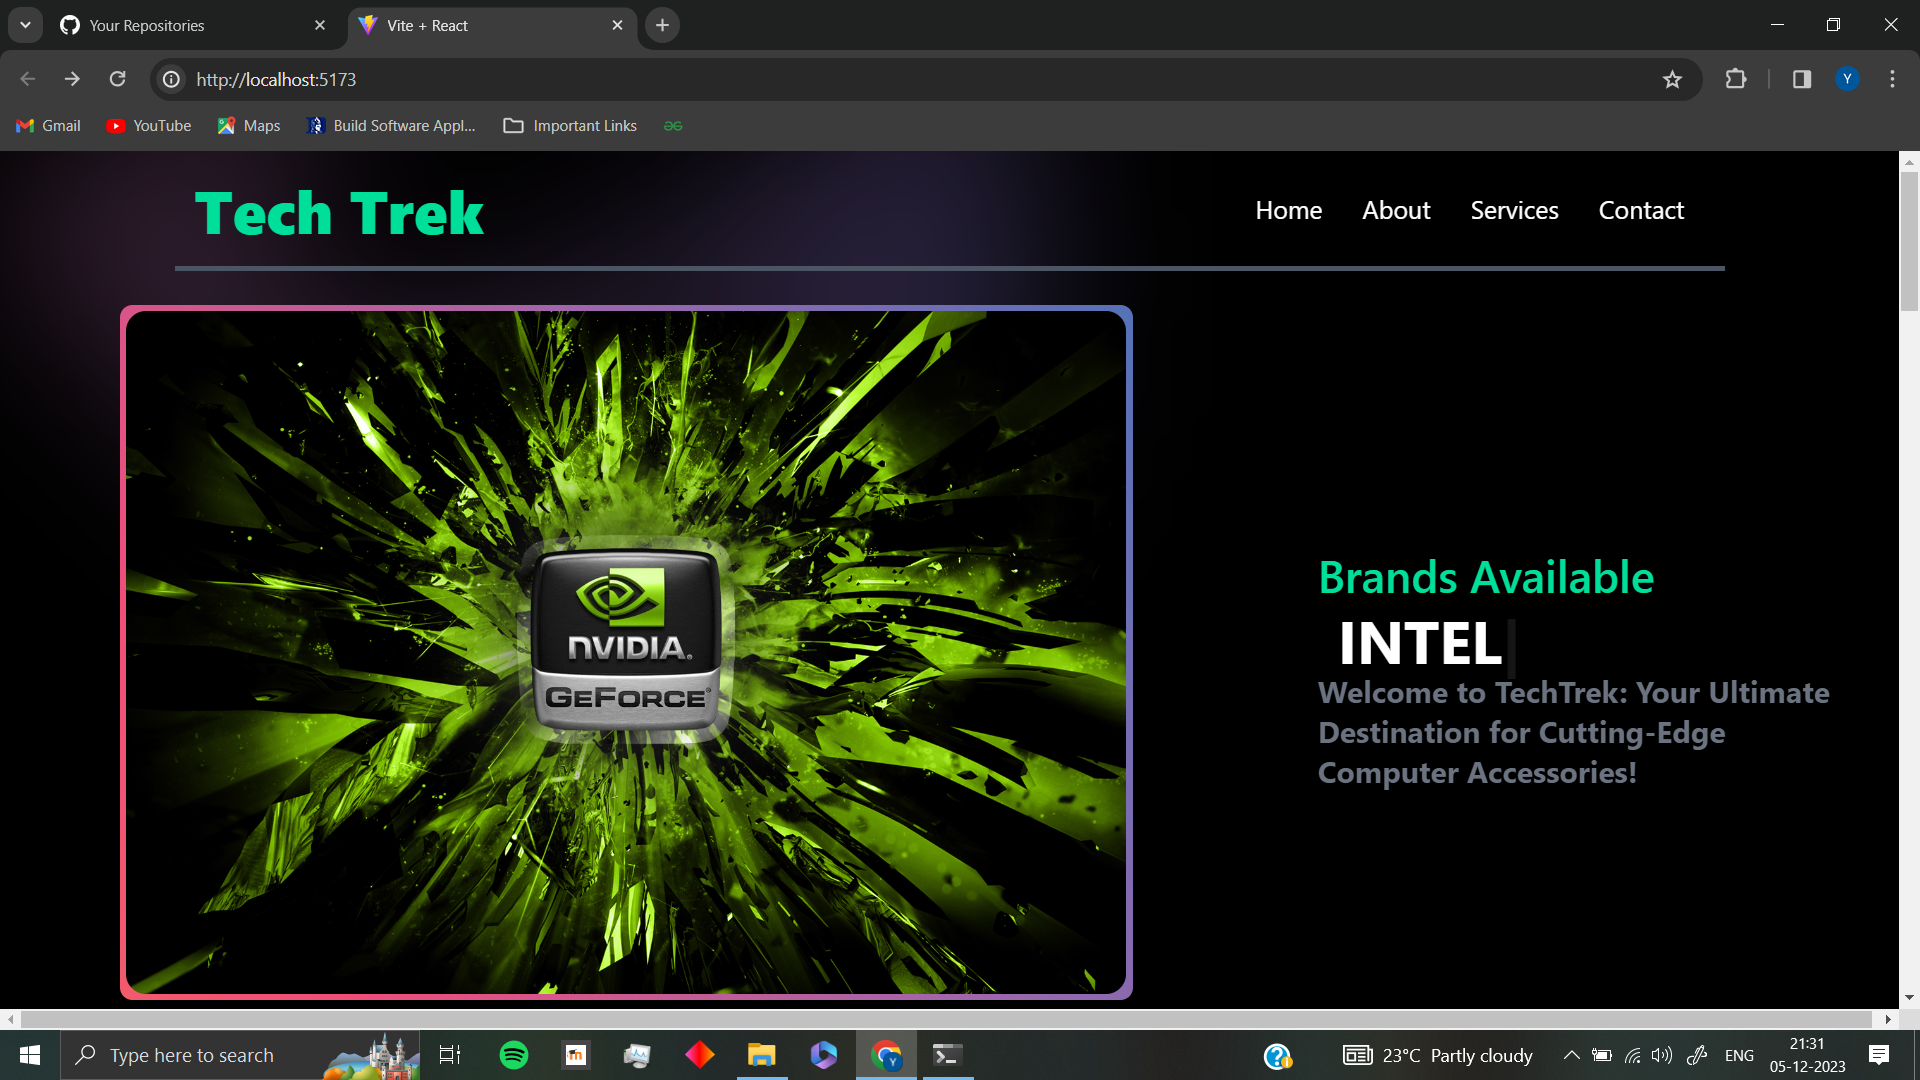 Your Repositories
Vite + React
http://localhost:5173
Y
Gmail
YouTube
Maps
Build Software Appl...
Important Links
Tech Trek
Home
About
Services
Contact
NVIDIA.
GEFORCE
Brands Available
INTEL
Welcome to TechTrek: Your Ultimate
Destination for Cutting-Edge
Computer Accessories!
Type here to search
Y
23°C Partly cloudy
ENG
21:31
05-12-2023